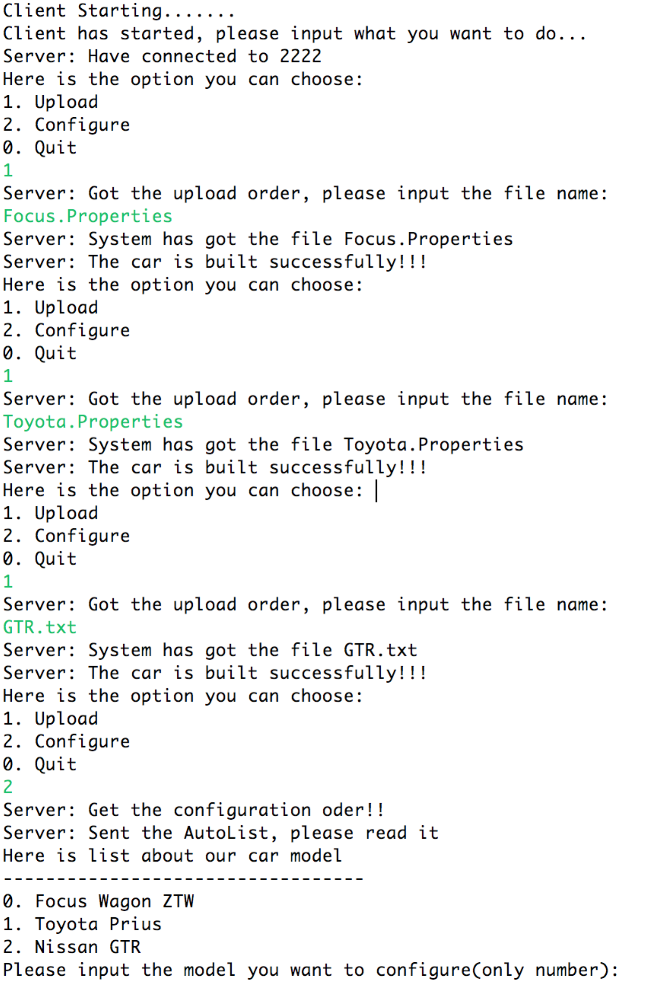 Client Starting.......
Client has started, please input what you want to do...
Server: Have connected to 2222
Here is the option you can choose:
1. Upload
2. Configure
0. Quit
1
Server: Got the upload order, please input the file name:
Focus.Properties
Server: System has got the file Focus.Properties
Server: The car is built successfully!!!
Here is the option you can choose:
1. Upload
2. Configure
0. Quit
1
Server: Got the upload order, please input the file name:
Toyota.Properties
Server: System has got the file Toyota.Properties
Server: The car is built successfully!!!
Here is the option you can choose:
1. Upload
2. Configure
0. Quit
1
Server: Got the upload order, please input the file name:
GTR.txt
Server: System has got the file GTR.txt
Server: The car is built successfully!!!
Here is the option you can choose:
1. Upload
2. Configure
0. Quit
2
Server: Get the configuration oder!!
Server: Sent the AutoList, please read it
Here is list about our car model
----------------------------------
0. Focus Wagon ZTW
1. Toyota Prius
2. Nissan GTR
Please input the model you want to configure(only number):